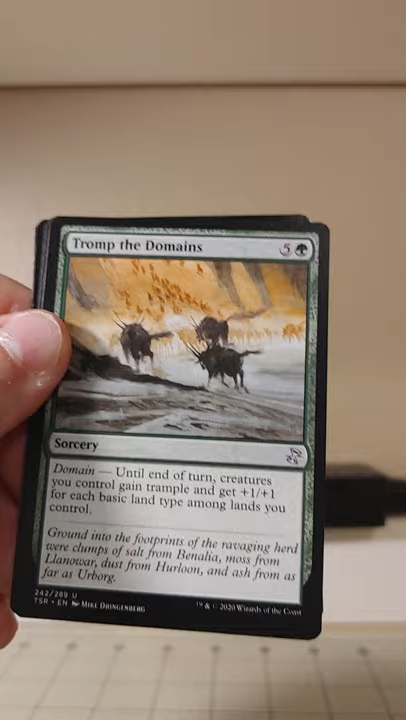 Tromp the Domains 5
Sorcery
Domain — Until end of turn, creatures
you control gain trample and get +1/+1
for each basic land type among lands you
control.
Ground into the footprints of the ravaging herd
were clumps of salt from Benalia, moss from
Llanowar, dust from Hurloon, and ash from as
far as Urborg.
242/289 U
TSR • EN Mike Dringenberg
™ & © 2020 Wizards of the Coast